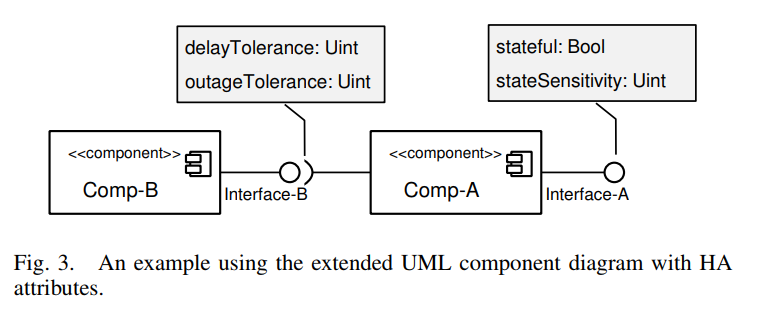 delayTolerance: Uint
outageTolerance: Uint
stateful: Bool
stateSensitivity: Uint
<<component>>
Comp-B
Interface-B
<<component>>
Comp-A
Interface-A
Fig. 3. An example using the extended UML component diagram with HA
attributes.